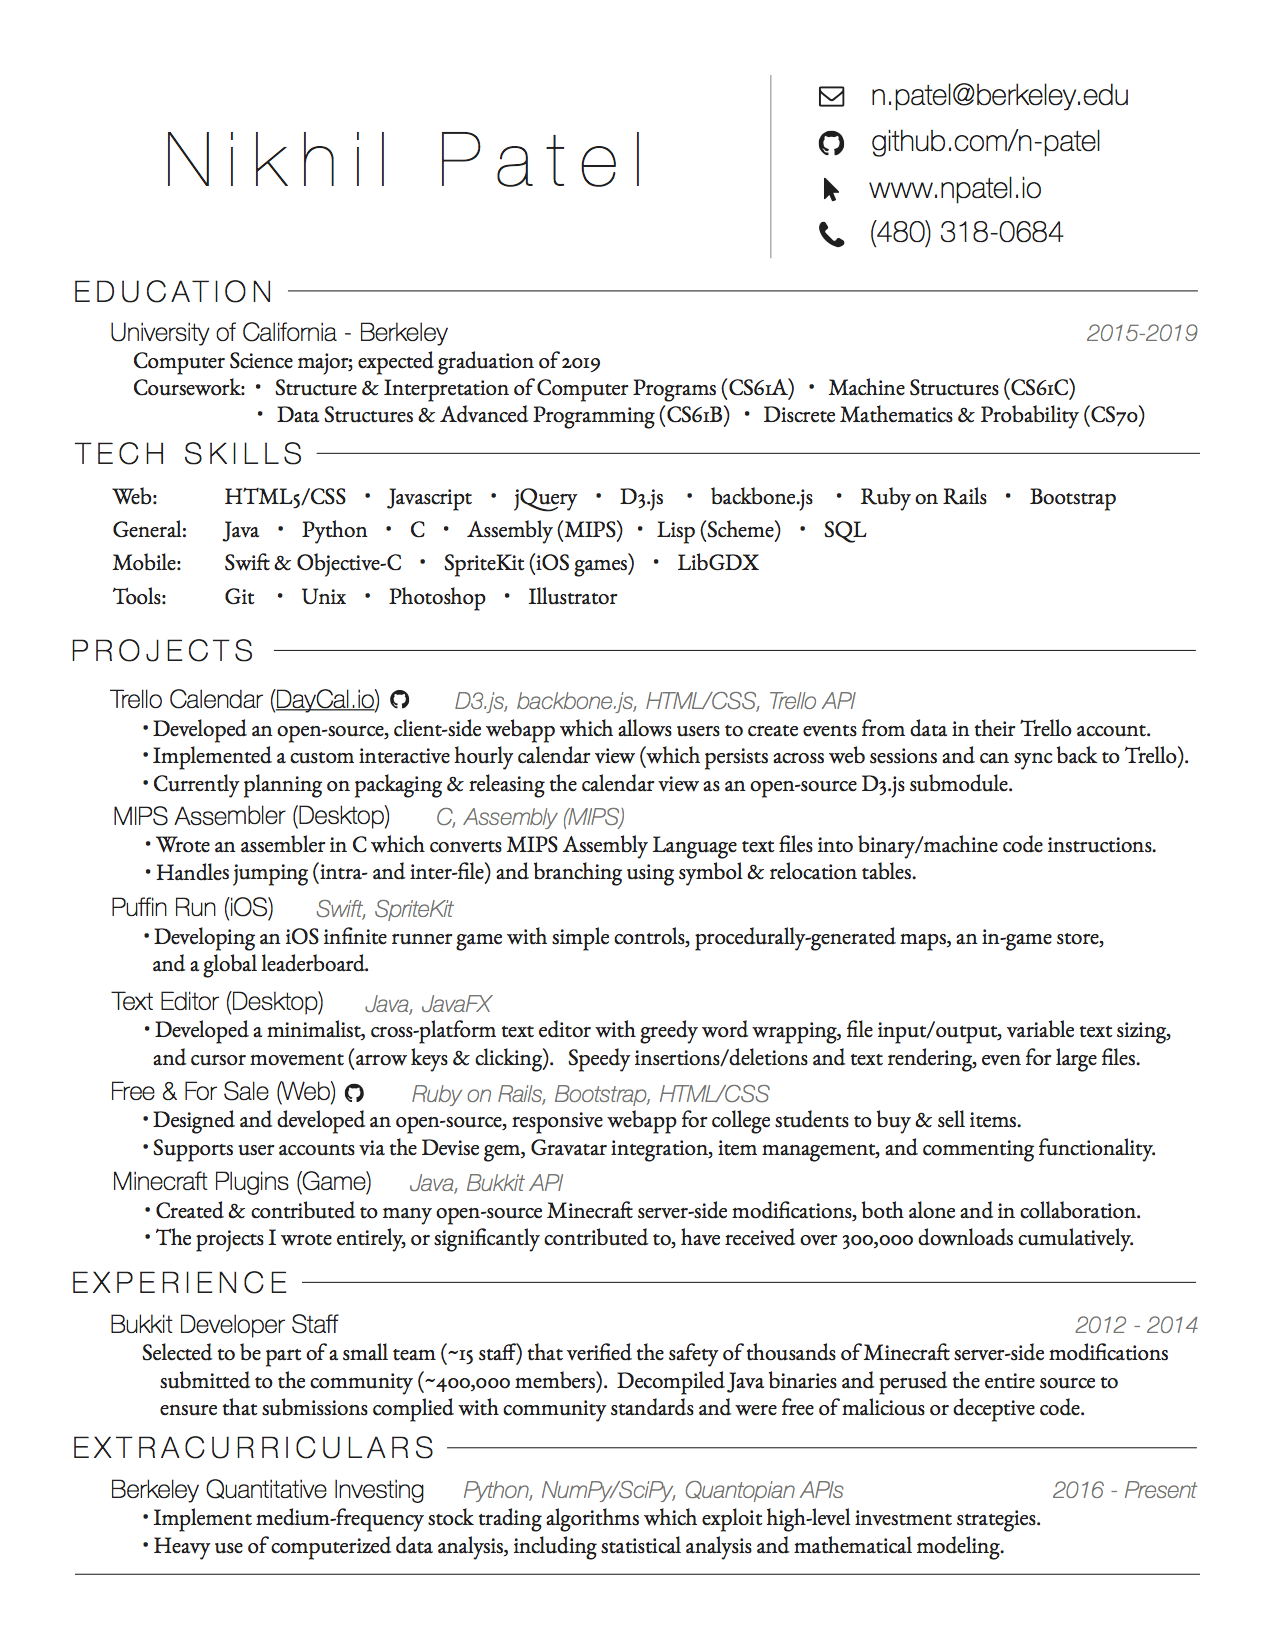 Nikhil Patel
n.patel@berkeley.edu
github.com/n-patel
www.npatel.io
(480) 318-0684
EDUCATION
University of California - Berkeley 2015-2019
Computer Science major; expected graduation of 2019
Coursework: • Structure & Interpretation of Computer Programs (CS61A) • Machine Structures (CS61C)
• Data Structures & Advanced Programming (CS61B) • Discrete Mathematics & Probability (CS70)
TECH SKILLS
Web: HTML5/CSS • Javascript • jQuery • D3.js • backbone.js • Ruby on Rails • Bootstrap
General: Java • Python • C • Assembly (MIPS) • Lisp (Scheme) • SQL
Mobile: Swift & Objective-C • SpriteKit (iOS games) • LibGDX
Tools: Git • Unix • Photoshop • Illustrator
PROJECTS
Trello Calendar (DayCal.io) D3.js, backbone.js, HTML/CSS, Trello API
• Developed an open-source, client-side webapp which allows users to create events from data in their Trello account.
• Implemented a custom interactive hourly calendar view (which persists across web sessions and can sync back to Trello).
• Currently planning on packaging & releasing the calendar view as an open-source D3.js submodule.
MIPS Assembler (Desktop) C, Assembly (MIPS)
• Wrote an assembler in C which converts MIPS Assembly Language text files into binary/machine code instructions.
• Handles jumping (intra- and inter-file) and branching using symbol & relocation tables.
Puffin Run (iOS) Swift, SpriteKit
• Developing an iOS infinite runner game with simple controls, procedurally-generated maps, an in-game store,
and a global leaderboard.
Text Editor (Desktop) Java, JavaFX
• Developed a minimalist, cross-platform text editor with greedy word wrapping, file input/output, variable text sizing,
and cursor movement (arrow keys & clicking). Speedy insertions/deletions and text rendering, even for large files.
Free & For Sale (Web) Ruby on Rails, Bootstrap, HTML/CSS
• Designed and developed an open-source, responsive webapp for college students to buy & sell items.
• Supports user accounts via the Devise gem, Gravatar integration, item management, and commenting functionality.
Minecraft Plugins (Game) Java, Bukkit API
• Created & contributed to many open-source Minecraft server-side modifications, both alone and in collaboration.
• The projects I wrote entirely, or significantly contributed to, have received over 300,000 downloads cumulatively.
EXPERIENCE
Bukkit Developer Staff 2012 - 2014
Selected to be part of a small team (~15 staff) that verified the safety of thousands of Minecraft server-side modifications
submitted to the community (~400,000 members). Decompiled Java binaries and perused the entire source to
ensure that submissions complied with community standards and were free of malicious or deceptive code.
EXTRACURRICULARS
Berkeley Quantitative Investing Python, NumPy/SciPy, Quantopian APIs 2016 - Present
• Implement medium-frequency stock trading algorithms which exploit high-level investment strategies.
• Heavy use of computerized data analysis, including statistical analysis and mathematical modeling.